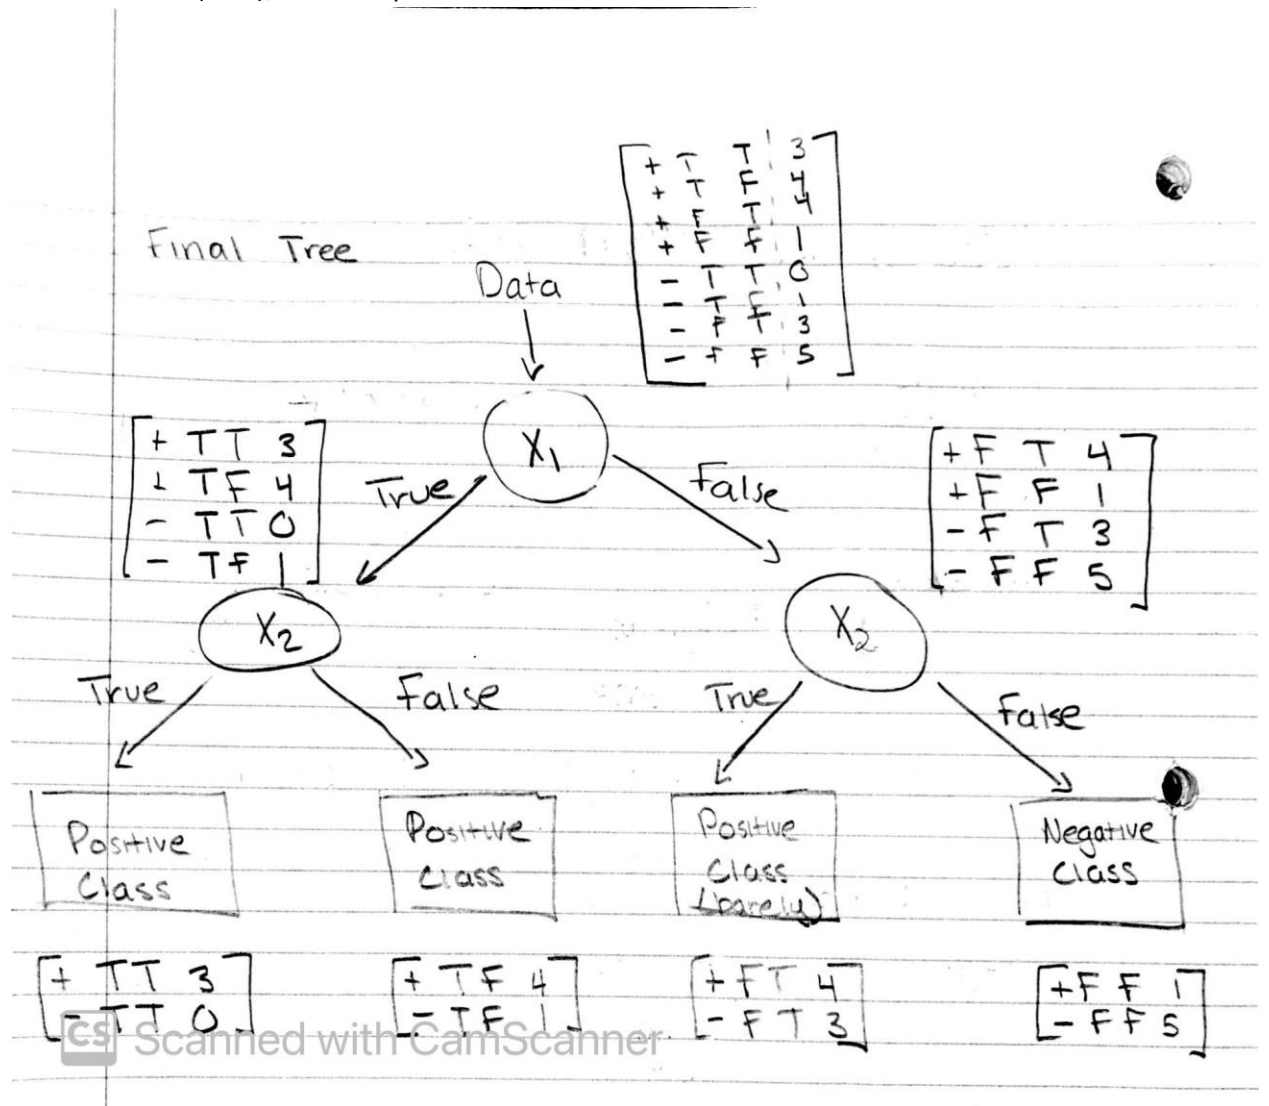 + T T 3
+ T F 4
+ F T 4
+ F F 1
- T T 0
- T F 1
- F T 3
- F F 5
Final Tree
Data
X1
+ T T 3
+ T F 4
- T T 0
- T F 1
True
False
+ F T 4
+ F F 1
- F T 3
- F F 5
X2
X2
True
False
True
False
Positive
Class
Positive
Class
Positive
Class
(barely)
Negative
Class
+ T T 3
- T T 0
+ T F 4
- T F 1
+ F T 4
- F T 3
+ F F 1
- F F 5
CS Scanned with CamScanner